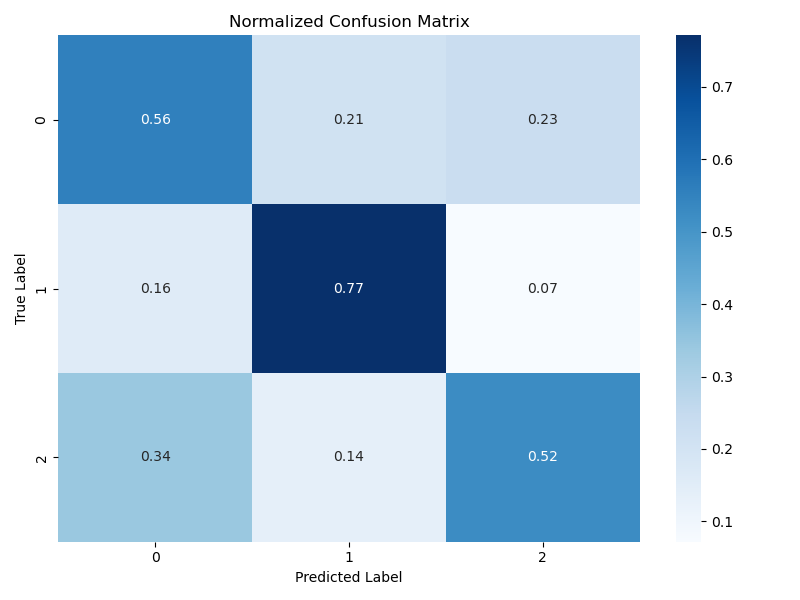 Normalized Confusion Matrix
True Label
0 0.56 0.21 0.23
1 0.16 0.77 0.07
2 0.34 0.14 0.52
0 1 2
Predicted Label
0.7
0.6
0.5
0.4
0.3
0.2
0.1